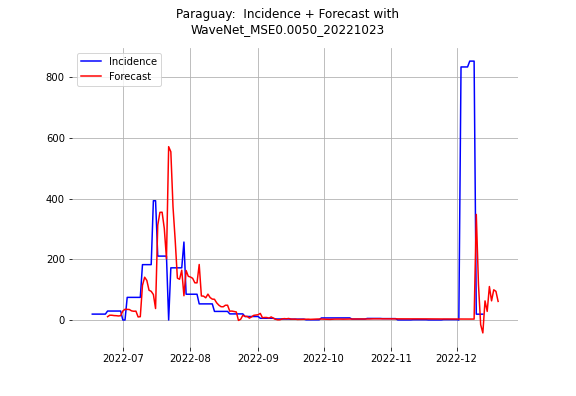 Paraguay:  Incidence + Forecast with
WaveNet_MSE0.0050_20221023
Incidence
Forecast
800
600
400
200
0
2022-07 2022-08 2022-09 2022-10 2022-11 2022-12